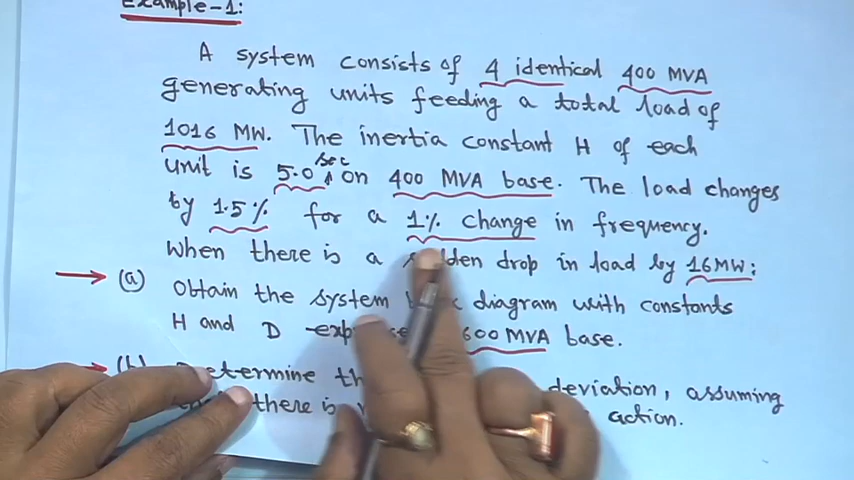 Example-1:
A system consists of 4 identical 400 MVA
generating units feeding a total load of
1016 MW. The inertia constant H of each
unit is 5.0 sec on 400 MVA base. The load changes
by 1.5% for a 1% change in frequency.
When there is a sudden drop in load by 16MW:
(a) Obtain the system block diagram with constants
H and D 600 MVA base.
(b) Determine deviation, assuming
there is action.